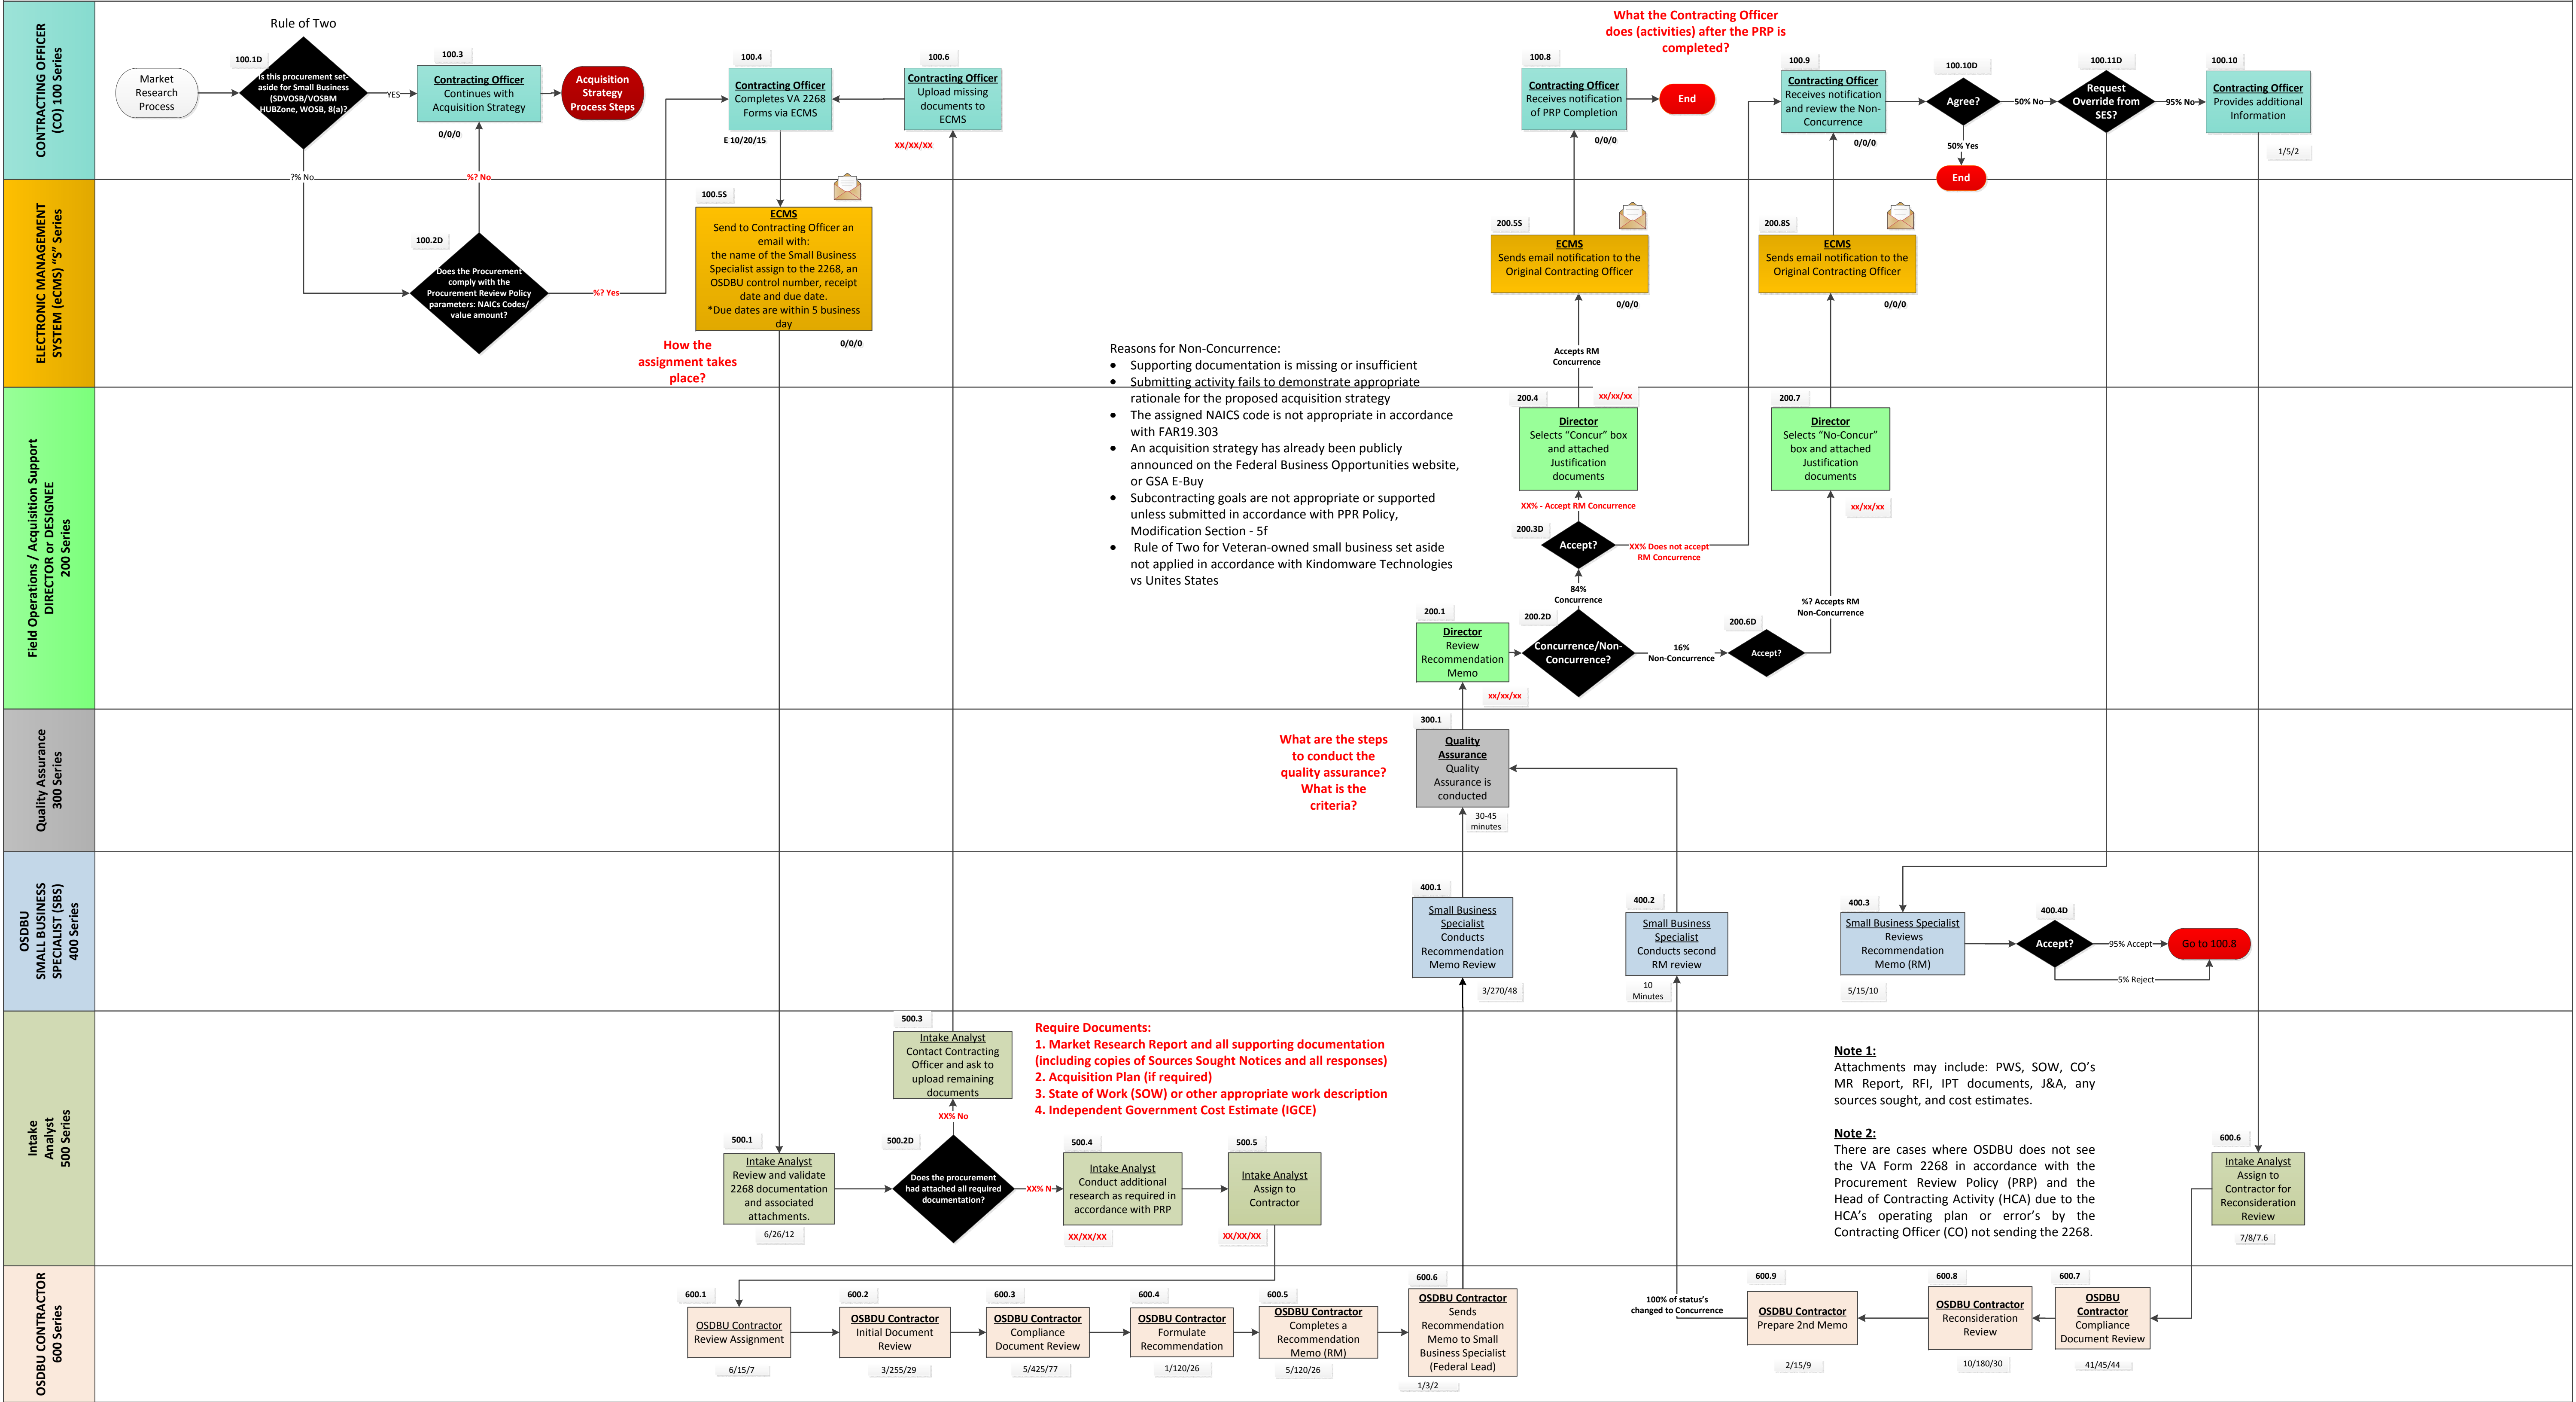 CONTRACTING OFFICER
(CO) 100 Series
Rule of Two
Market
Research
Process
100.1D
Is this procurement set-
aside for Small Business
(SDVOSB/VOSBM
HUBZone, WOSB, 8(a)?
YES
?% No
100.3
Contracting Officer
Continues with
Acquisition Strategy
0/0/0
Acquisition
Strategy
Process Steps
%? No
100.4
Contracting Officer
Completes VA 2268
Forms via ECMS
E 10/20/15
100.6
Contracting Officer
Upload missing
documents to
ECMS
XX/XX/XX
What the Contracting Officer
does (activities) after the PRP is
completed?
100.8
Contracting Officer
Receives notification
of PRP Completion
0/0/0
End
100.9
Contracting Officer
Receives notification
and review the Non-
Concurrence
0/0/0
100.10D
Agree?
50% No
50% Yes
End
100.11D
Request
Override from
SES?
95% No
100.10
Contracting Officer
Provides additional
Information
1/5/2
ELECTRONIC MANAGEMENT
SYSTEM (eCMS) “S” Series
100.2D
Does the Procurement
comply with the
Procurement Review Policy
parameters: NAICs Codes/
value amount?
%? Yes
100.5S
ECMS
Send to Contracting Officer an
email with:
the name of the Small Business
Specialist assign to the 2268, an
OSDBU control number, receipt
date and due date.
*Due dates are within 5 business
day
0/0/0
How the
assignment takes
place?
200.5S
ECMS
Sends email notification to the
Original Contracting Officer
0/0/0
200.8S
ECMS
Sends email notification to the
Original Contracting Officer
0/0/0
Accepts RM
Concurrence
Reasons for Non-Concurrence:
• Supporting documentation is missing or insufficient
• Submitting activity fails to demonstrate appropriate
rationale for the proposed acquisition strategy
• The assigned NAICS code is not appropriate in accordance
with FAR19.303
• An acquisition strategy has already been publicly
announced on the Federal Business Opportunities website,
or GSA E-Buy
• Subcontracting goals are not appropriate or supported
unless submitted in accordance with PPR Policy,
Modification Section - 5f
• Rule of Two for Veteran-owned small business set aside
not applied in accordance with Kindomware Technologies
vs Unites States
Field Operations / Acquisition Support
DIRECTOR or DESIGNEE
200 Series
200.4
xx/xx/xx
Director
Selects “Concur” box
and attached
Justification
documents
200.7
Director
Selects “No-Concur”
box and attached
Justification
documents
xx/xx/xx
XX% - Accept RM Concurrence
200.3D
Accept?
XX% Does not accept
RM Concurrence
84%
Concurrence
200.1
Director
Review
Recommendation
Memo
xx/xx/xx
200.2D
Concurrence/Non-
Concurrence?
16%
Non-Concurrence
200.6D
Accept?
%? Accepts RM
Non-Concurrence
Quality Assurance
300 Series
What are the steps
to conduct the
quality assurance?
What is the
criteria?
300.1
Quality
Assurance
Quality
Assurance is
conducted
30-45
minutes
OSDBU
SMALL BUSINESS
SPECIALIST (SBS)
400 Series
400.1
Small Business
Specialist
Conducts
Recommendation
Memo Review
3/270/48
400.2
Small Business
Specialist
Conducts second
RM review
10
Minutes
400.3
Small Business Specialist
Reviews
Recommendation
Memo (RM)
5/15/10
400.4D
Accept?
95% Accept
5% Reject
Go to 100.8
Intake
Analyst
500 Series
500.3
Intake Analyst
Contact Contracting
Officer and ask to
upload remaining
documents
XX% No
Require Documents:
1. Market Research Report and all supporting documentation
(including copies of Sources Sought Notices and all responses)
2. Acquisition Plan (if required)
3. State of Work (SOW) or other appropriate work description
4. Independent Government Cost Estimate (IGCE)
500.1
Intake Analyst
Review and validate
2268 documentation
and associated
attachments.
6/26/12
500.2D
Does the procurement
had attached all required
documentation?
XX% N
500.4
Intake Analyst
Conduct additional
research as required in
accordance with PRP
XX/XX/XX
500.5
Intake Analyst
Assign to
Contractor
XX/XX/XX
Note 1:
Attachments may include: PWS, SOW, CO’s
MR Report, RFI, IPT documents, J&A, any
sources sought, and cost estimates.
Note 2:
There are cases where OSDBU does not see
the VA Form 2268 in accordance with the
Procurement Review Policy (PRP) and the
Head of Contracting Activity (HCA) due to the
HCA’s operating plan or error’s by the
Contracting Officer (CO) not sending the 2268.
600.6
Intake Analyst
Assign to
Contractor for
Reconsideration
Review
7/8/7.6
OSDBU CONTRACTOR
600 Series
600.1
OSDBU Contractor
Review Assignment
6/15/7
600.2
OSBDU Contractor
Initial Document
Review
3/255/29
600.3
OSDBU Contractor
Compliance
Document Review
5/425/77
600.4
OSDBU Contractor
Formulate
Recommendation
1/120/26
600.5
OSDBU Contractor
Completes a
Recommendation
Memo (RM)
5/120/26
600.6
OSDBU Contractor
Sends
Recommendation
Memo to Small
Business Specialist
(Federal Lead)
1/3/2
100% of status’s
changed to Concurrence
600.9
OSDBU Contractor
Prepare 2nd Memo
2/15/9
600.8
OSDBU Contractor
Reconsideration
Review
10/180/30
600.7
OSDBU
Contractor
Compliance
Document Review
41/45/44